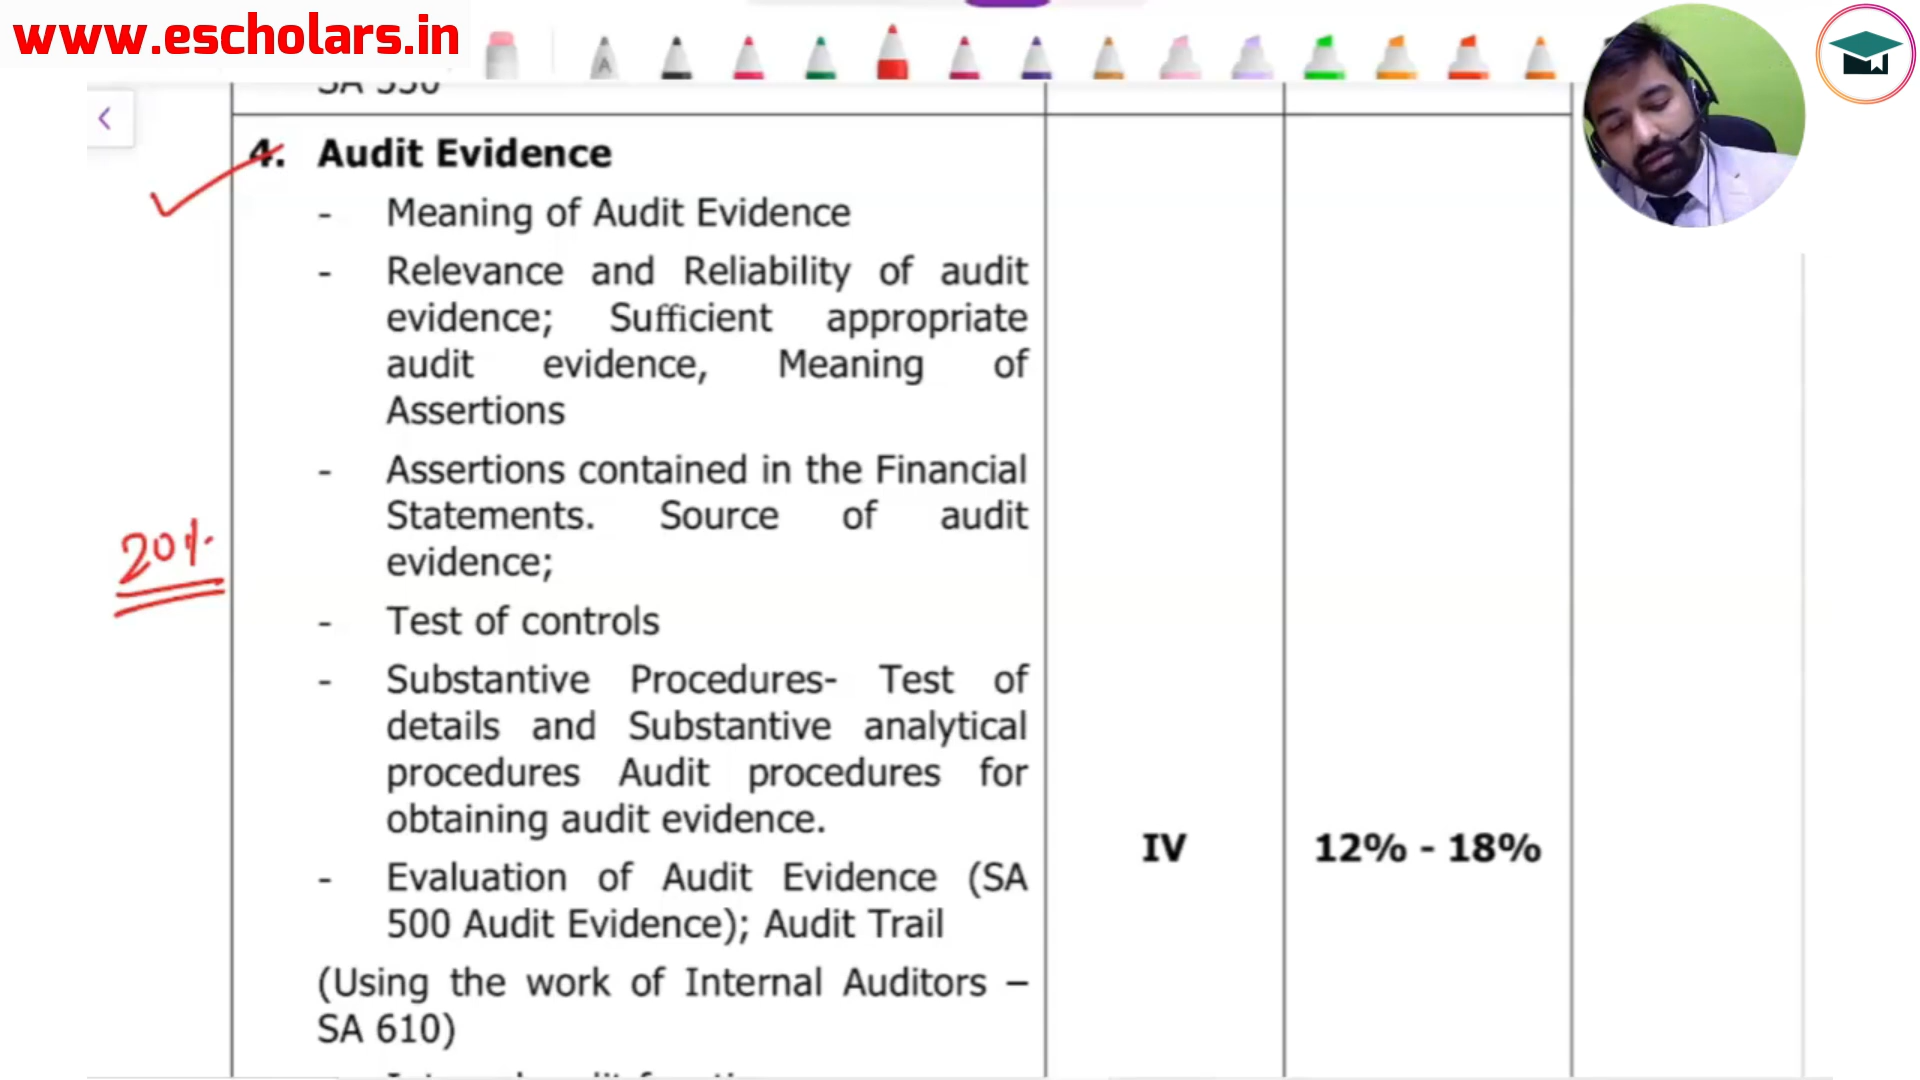 www.escholars.in
A
SA 530
4. Audit Evidence
- Meaning of Audit Evidence
- Relevance and Reliability of audit
evidence; Sufficient appropriate
audit evidence, Meaning of
Assertions
- Assertions contained in the Financial
Statements. Source of audit
evidence;
20%
- Test of controls
- Substantive Procedures- Test of
details and Substantive analytical
procedures Audit procedures for
obtaining audit evidence.
IV 12% - 18%
- Evaluation of Audit Evidence (SA
500 Audit Evidence); Audit Trail
(Using the work of Internal Auditors –
SA 610)